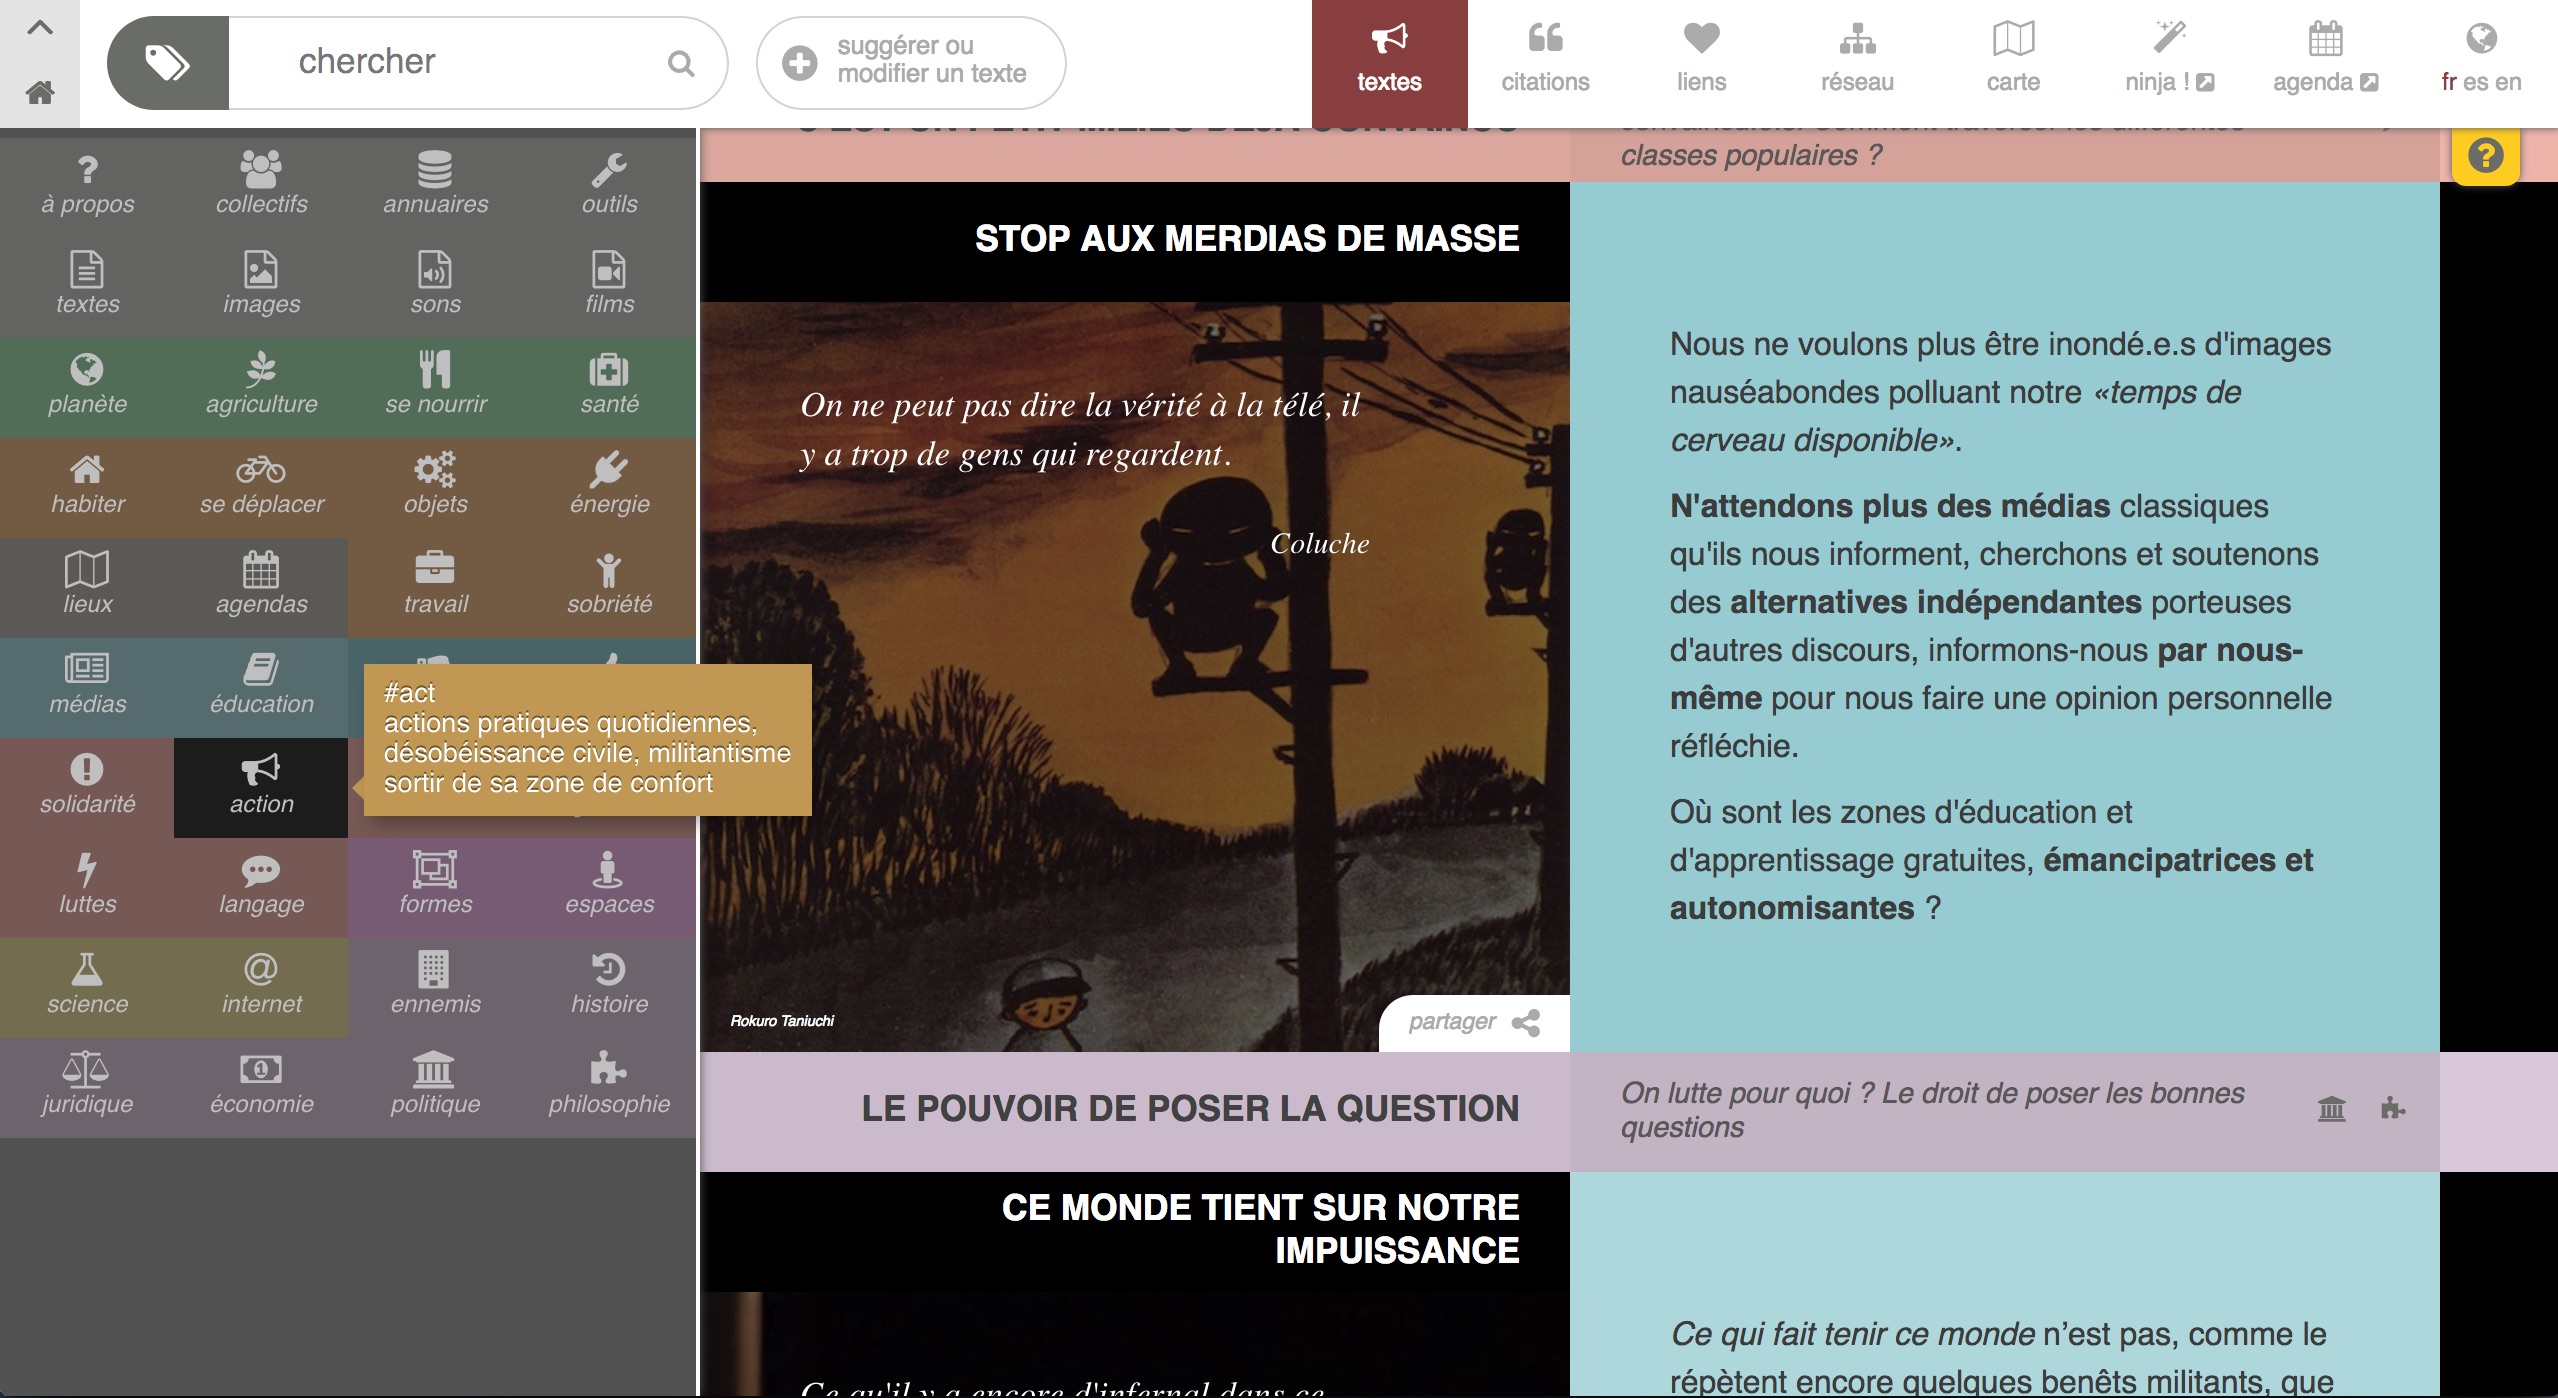 chercher
suggérer ou
modifier un texte
textes
citations
liens
réseau
carte
ninja !
agenda
fr es en
à propos
collectifs
annuaires
outils
textes
images
sons
films
planète
agriculture
se nourrir
santé
habiter
se déplacer
objets
énergie
lieux
agendas
travail
sobriété
médias
éducation
#act
actions pratiques quotidiennes,
désobéissance civile, militantisme
sortir de sa zone de confort
solidarité
action
luttes
langage
formes
espaces
science
@
internet
ennemis
histoire
juridique
économie
politique
philosophie
classes populaires ?
STOP AUX MERDIAS DE MASSE
On ne peut pas dire la vérité à la télé, il
y a trop de gens qui regardent.
Coluche
Rokuro Taniuchi
partager
Nous ne voulons plus être inondé.e.s d'images
nauséabondes polluant notre «temps de
cerveau disponible».
N'attendons plus des médias classiques
qu'ils nous informent, cherchons et soutenons
des alternatives indépendantes porteuses
d'autres discours, informons-nous par nous-
même pour nous faire une opinion personnelle
réfléchie.
Où sont les zones d'éducation et
d'apprentissage gratuites, émancipatrices et
autonomisantes ?
LE POUVOIR DE POSER LA QUESTION
On lutte pour quoi ? Le droit de poser les bonnes
questions
CE MONDE TIENT SUR NOTRE
IMPUISSANCE
Ce qu'il y a encore d'infernal dans ce
Ce qui fait tenir ce monde n’est pas, comme le
répètent encore quelques benêts militants, que